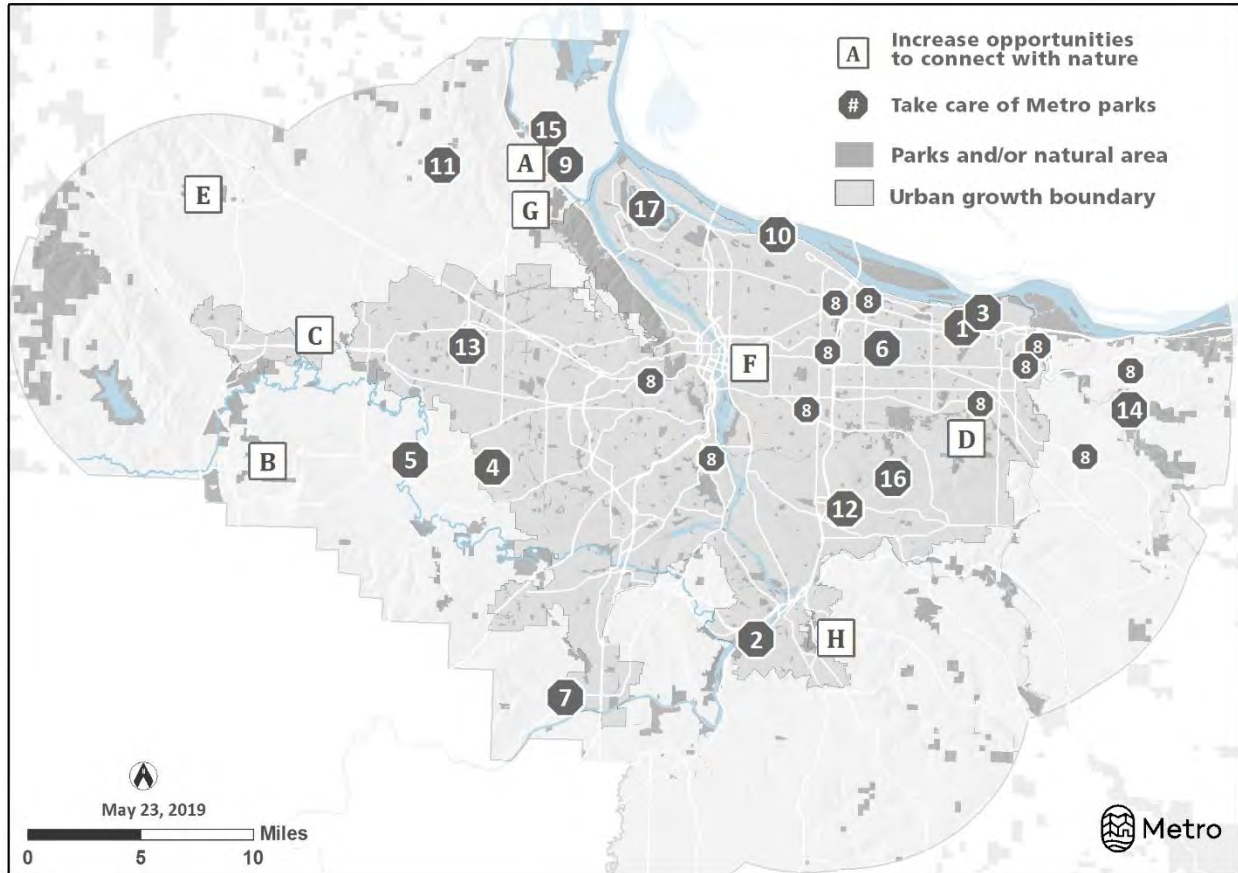 A Increase opportunities
to connect with nature
# Take care of Metro parks
Parks and/or natural area
Urban growth boundary
15
A
9
11
E
G
17
10
8
8
3
1
C
13
8
6
8
8
F
8
8
14
8
8
D
B
5
4
8
8
16
12
2
H
7
N
May 23, 2019
Miles
0 5 10
Metro